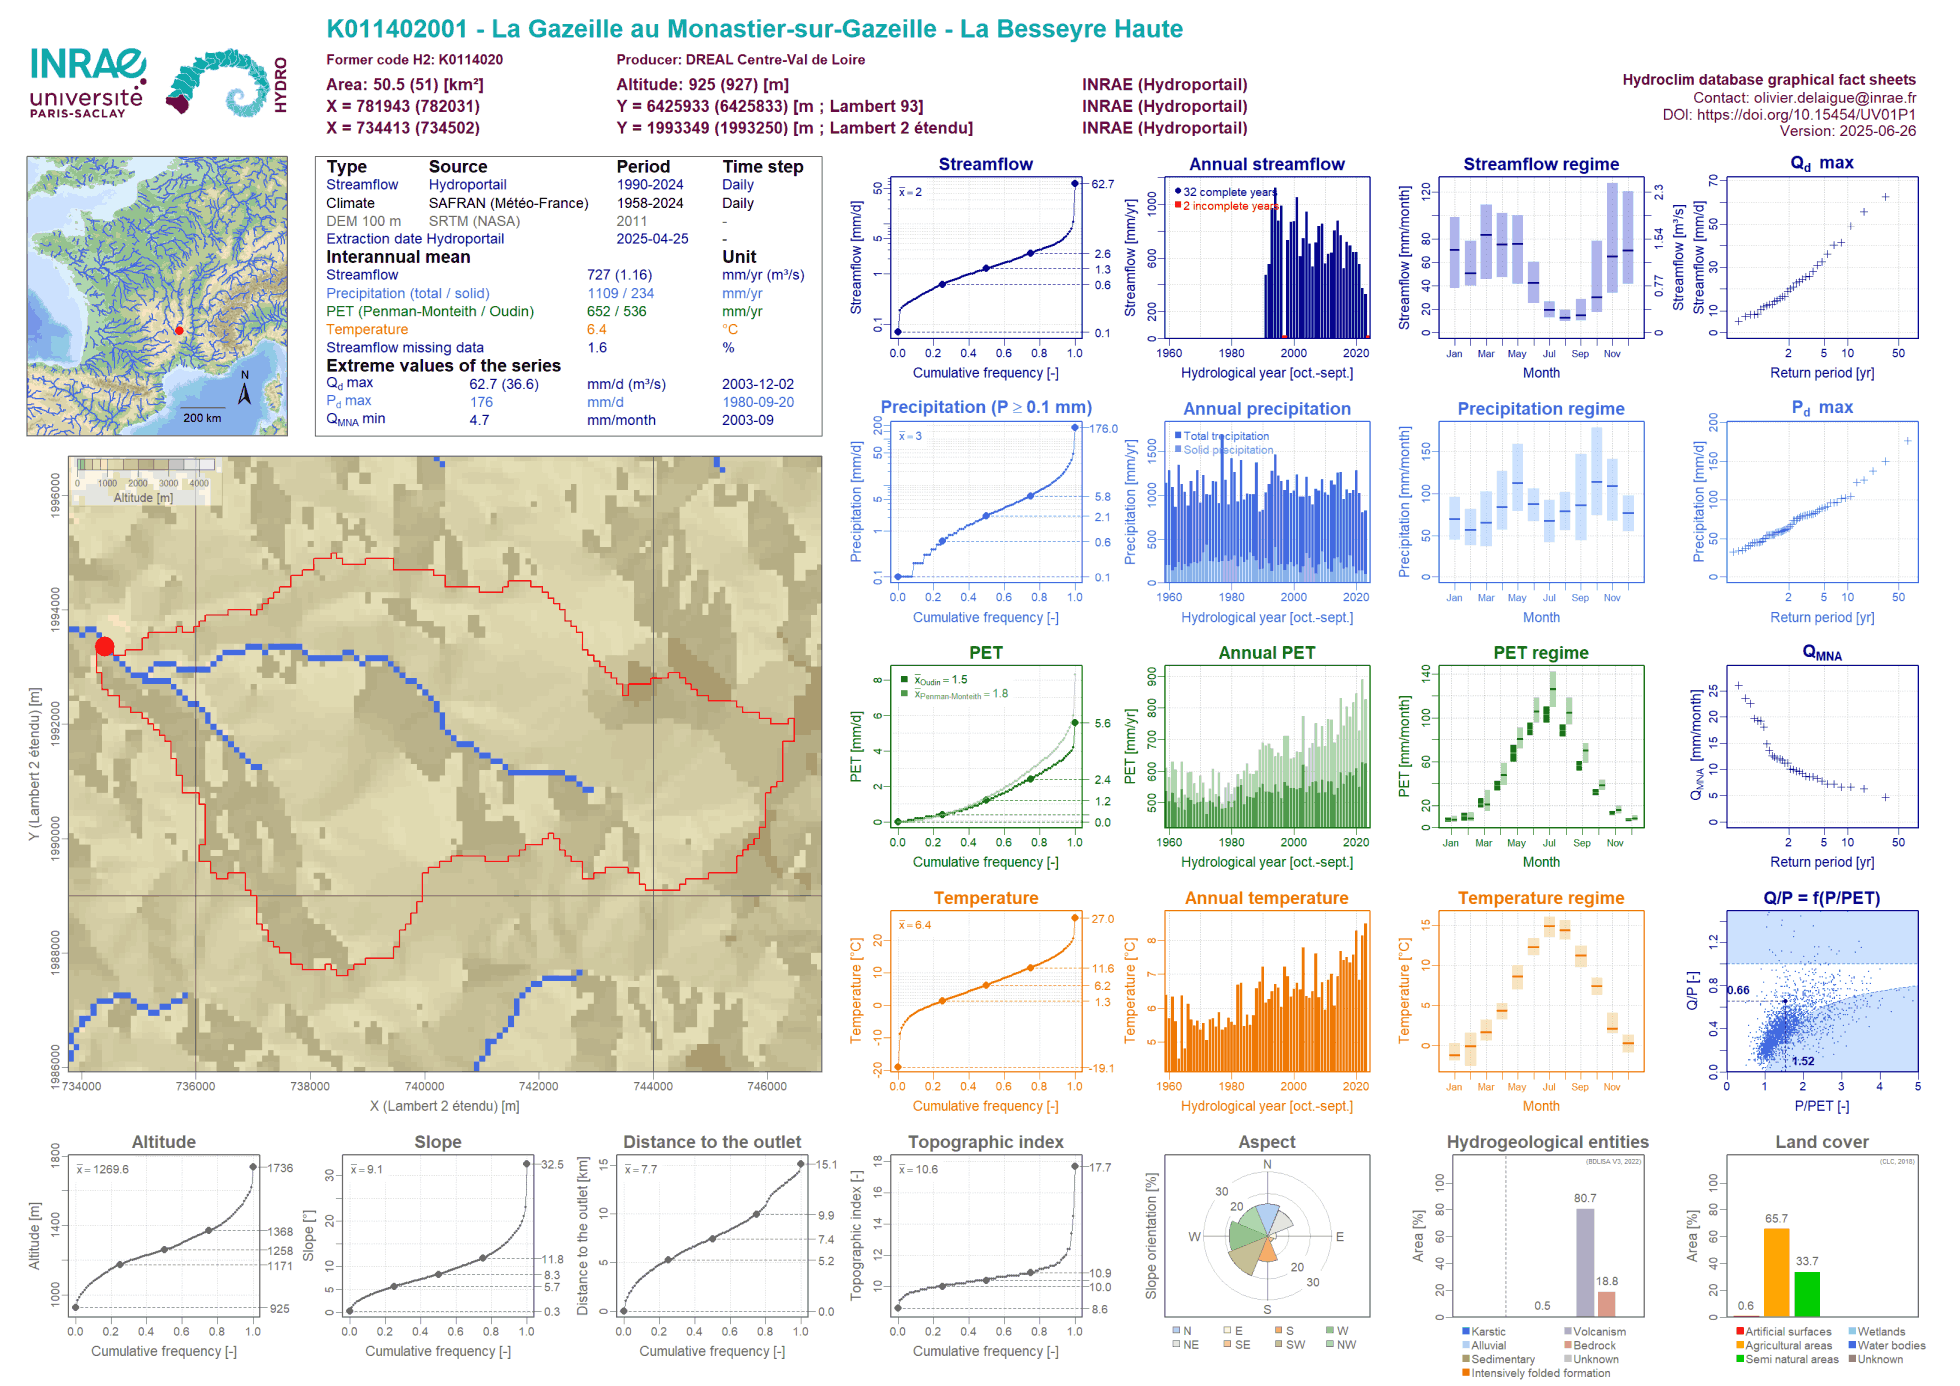 K011402001 - La Gazeille au Monastier-sur-Gazeille - La Besseyre Haute
INRAE
université
PARIS-SACLAY
HYDRO
Former code H2: K0114020
Producer: DREAL Centre-Val de Loire
Area: 50.5 (51) [km²]
Altitude: 925 (927) [m]
INRAE (Hydroportail)
X = 781943 (782031)
Y = 6425933 (6425833) [m ; Lambert 93]
INRAE (Hydroportail)
X = 734413 (734502)
Y = 1993349 (1993250) [m ; Lambert 2 étendu]
INRAE (Hydroportail)
Hydroclim database graphical fact sheets
Contact: olivier.delaigue@inrae.fr
DOI: https://doi.org/10.15454/UV01P1
Version: 2025-06-26
N
200 km
Type Source Period Time step
Streamflow Hydroportail 1990-2024 Daily
Climate SAFRAN (Météo-France) 1958-2024 Daily
DEM 100 m SRTM (NASA) 2011 -
Extraction date Hydroportail 2025-04-25 -
Interannual mean Unit
Streamflow 727 (1.16) mm/yr (m³/s)
Precipitation (total / solid) 1109 / 234 mm/yr
PET (Penman-Monteith / Oudin) 652 / 536 mm/yr
Temperature 6.4 °C
Streamflow missing data 1.6 %
Extreme values of the series
Qd max 62.7 (36.6) mm/d (m³/s) 2003-12-02
Pd max 176 mm/d 1980-09-20
QMNA min 4.7 mm/month 2003-09
Streamflow
x̄ = 2
Streamflow [mm/d]
0.1 1 5 50
62.7
2.6
1.3
0.6
0.1
0.0 0.2 0.4 0.6 0.8 1.0
Cumulative frequency [-]
Annual streamflow
32 complete years
2 incomplete years
Streamflow [mm/yr]
0 200 600 1000
1960 1980 2000 2020
Hydrological year [oct.-sept.]
Streamflow regime
Streamflow [mm/month]
0 20 40 60 80 120
Streamflow [m³/s]
0 0.77 1.54 2.3
Jan Mar May Jul Sep Nov
Month
Qd max
Streamflow [mm/d]
0 10 30 50 70
2 5 10 50
Return period [yr]
Precipitation (P ≥ 0.1 mm)
x̄ = 3
Precipitation [mm/d]
0.1 1 5 50 200
176.0
5.8
2.1
0.6
0.1
0.0 0.2 0.4 0.6 0.8 1.0
Cumulative frequency [-]
Annual precipitation
Total precipitation
Solid precipitation
Precipitation [mm/yr]
0 500 1000 1500
1960 1980 2000 2020
Hydrological year [oct.-sept.]
Precipitation regime
Precipitation [mm/month]
0 50 100 150
Jan Mar May Jul Sep Nov
Month
Pd max
Precipitation [mm/d]
0 50 100 150 200
2 5 10 50
Return period [yr]
PET
x̄Oudin = 1.5
x̄Penman-Monteith = 1.8
PET [mm/d]
0 2 4 6 8
5.6
2.4
1.2
0.0
0.0 0.2 0.4 0.6 0.8 1.0
Cumulative frequency [-]
Annual PET
PET [mm/yr]
500 600 700 800 900
1960 1980 2000 2020
Hydrological year [oct.-sept.]
PET regime
PET [mm/month]
0 20 60 100 140
Jan Mar May Jul Sep Nov
Month
QMNA
QMNA [mm/month]
0 5 10 15 20 25
2 5 10 50
Return period [yr]
Temperature
x̄ = 6.4
Temperature [°C]
-20 -10 0 10 20
27.0
11.6
6.2
1.3
-19.1
0.0 0.2 0.4 0.6 0.8 1.0
Cumulative frequency [-]
Annual temperature
Temperature [°C]
5 6 7 8
1960 1980 2000 2020
Hydrological year [oct.-sept.]
Temperature regime
Temperature [°C]
0 5 10 15
Jan Mar May Jul Sep Nov
Month
Q/P = f(P/PET)
Q/P [-]
0.0 0.4 0.8 1.2
0.66
1.52
0 1 2 3 4 5
P/PET [-]
0 1000 2000 3000 4000
Altitude [m]
Y (Lambert 2 étendu) [m]
1986000 1988000 1990000 1992000 1994000 1996000
734000 736000 738000 740000 742000 744000 746000
X (Lambert 2 étendu) [m]
Altitude
x̄ = 1269.6
Altitude [m]
1000 1400 1800
1736
1368
1258
1171
925
0.0 0.2 0.4 0.6 0.8 1.0
Cumulative frequency [-]
Slope
x̄ = 9.1
Slope [°]
0 5 10 20 30
32.5
11.8
8.3
5.7
0.3
0.0 0.2 0.4 0.6 0.8 1.0
Cumulative frequency [-]
Distance to the outlet
x̄ = 7.7
Distance to the outlet [km]
0 5 10 15
15.1
9.9
7.4
5.2
0.0
0.0 0.2 0.4 0.6 0.8 1.0
Cumulative frequency [-]
Topographic index
x̄ = 10.6
Topographic index [-]
10 12 14 16 18
17.7
10.9
10.0
8.6
0.0 0.2 0.4 0.6 0.8 1.0
Cumulative frequency [-]
Aspect
Slope orientation [%]
N
E
S
W
20 30
20 30
N E S W
NE SE SW NW
Hydrogeological entities
(BDLISA V3, 2022)
Area [%]
0 20 40 60 80 100
0.5
80.7
18.8
Karstic Volcanism
Alluvial Bedrock
Sedimentary Unknown
Intensively folded formation
Land cover
(CLC, 2018)
Area [%]
0 20 40 60 80 100
0.6
65.7
33.7
Artificial surfaces Wetlands
Agricultural areas Water bodies
Semi natural areas Unknown